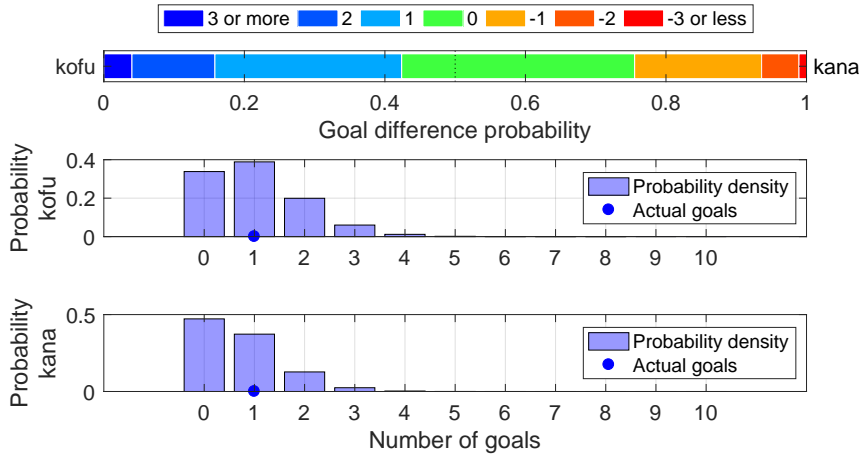 3 or more 2 1 0 -1 -2 -3 or less
kofu kana
0 0.2 0.4 0.6 0.8 1
Goal difference probability
Probability
kofu
0.4
0.2
0
Probability density
Actual goals
0 1 2 3 4 5 6 7 8 9 10
Probability
kana
0.5
0
Probability density
Actual goals
0 1 2 3 4 5 6 7 8 9 10
Number of goals